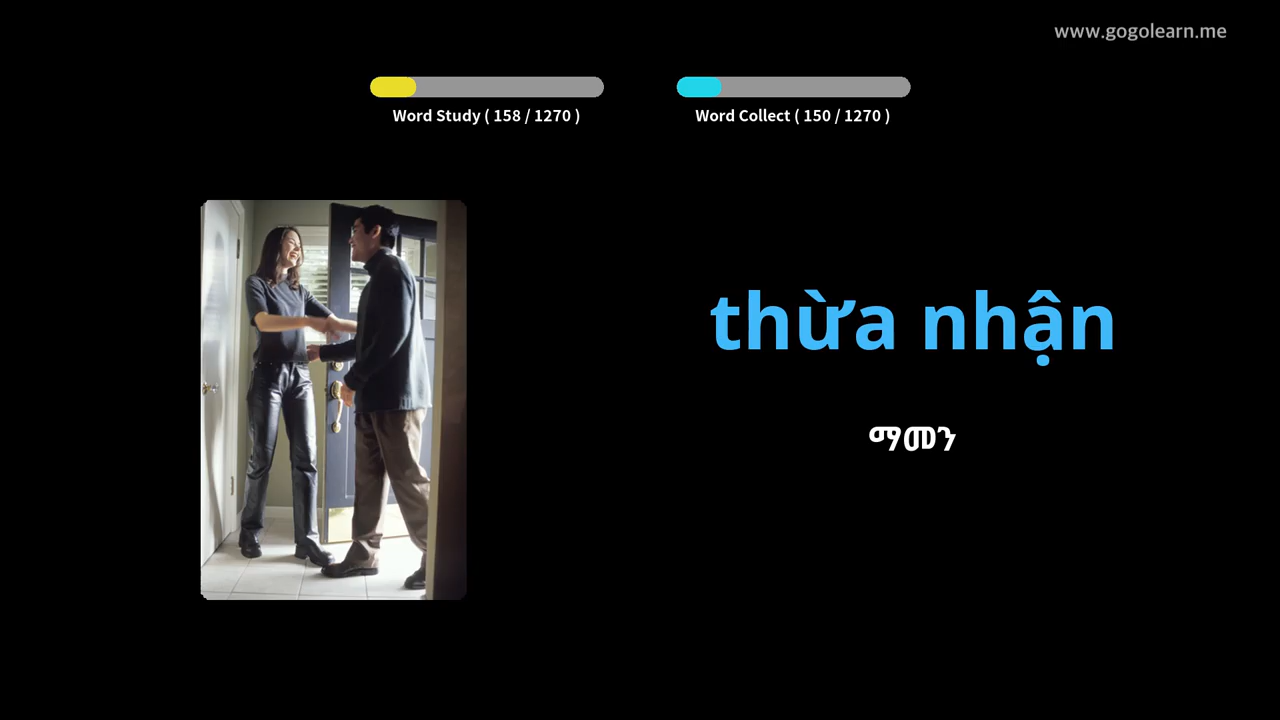 www.gogolearn.me
Word Study ( 158 / 1270 )
Word Collect ( 150 / 1270 )
thừa nhận
ማመን